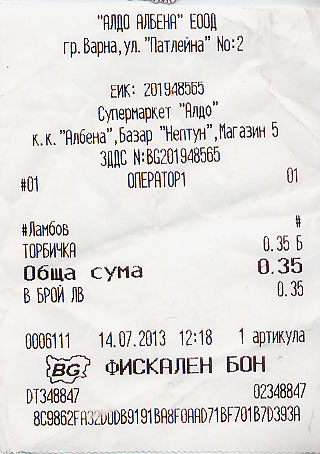 "АЛДО АЛБЕНА" ЕООД
гр.Варна,ул."Патлейна" No:2
ЕИК: 201948565
Супермаркет "Алдо"
к.к."Албена",Базар "Нептун",Магазин 5
ЗДДС N:BG201948565
#01 ОПЕРАТОР1 01
#Ламбов #
ТОРБИЧКА 0.35 Б
Обща сума 0.35
В БРОЙ ЛВ 0.35
0006111 14.07.2013 12:18 1 артикула
BG ФИСКАЛЕН БОН
DT348847 02348847
8C9862FA32D0DB9191BA8F0AAD71BF701B7D393A